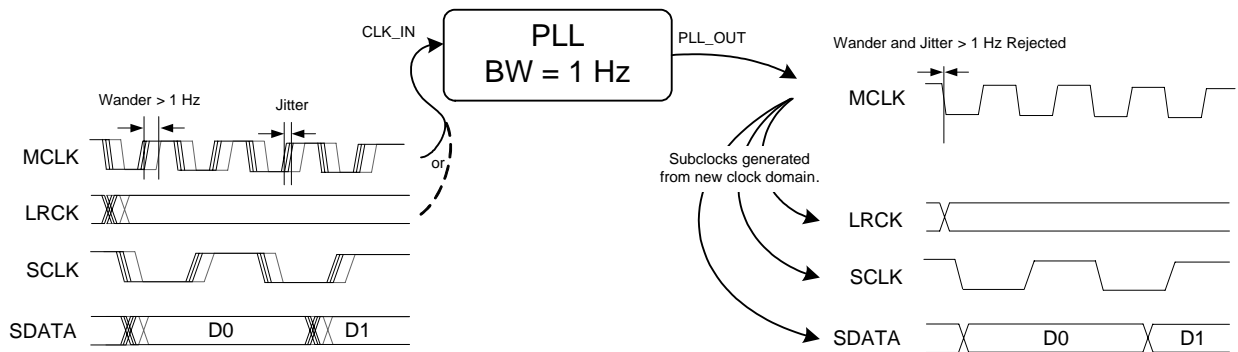 CLK_IN
PLL
BW = 1 Hz
PLL_OUT
Wander > 1 Hz
Jitter
MCLK
or
LRCK
SCLK
SDATA
D0
D1
Wander and Jitter > 1 Hz Rejected
MCLK
Subclocks generated
from new clock domain.
LRCK
SCLK
SDATA
D0
D1